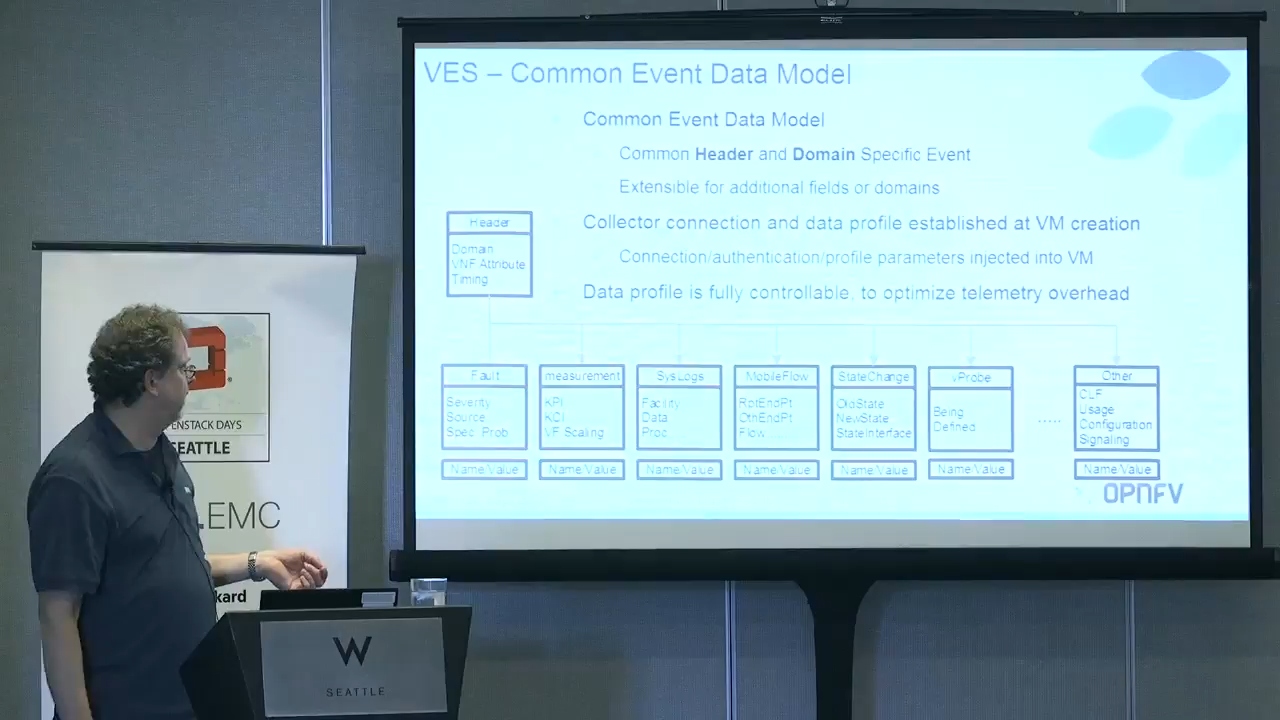 VES – Common Event Data Model
Common Event Data Model
Common Header and Domain Specific Event
Extensible for additional fields or domains
Collector connection and data profile established at VM creation
Connection/authentication/profile parameters injected into VM
Data profile is fully controllable, to optimize telemetry overhead
Header
Domain
VNF Attribute
Timing
Fault
Severity
Source
Spec Prob
Name/Value
measurement
KPI
KCI
VF Scaling
Name/Value
SysLogs
Facility
Data
Proc
Name/Value
MobileFlow
RptEndPt
OthEndPt
Flow
Name/Value
StateChange
OldState
NewState
StateInterface
Name/Value
vProbe
Being
Defined
Name/Value
.....
Other
CLF
Usage
Configuration
Signaling
Name/Value
OPNFV
ENSTACK DAYS
SEATTLE
EMC
kard
W
SEATTLE